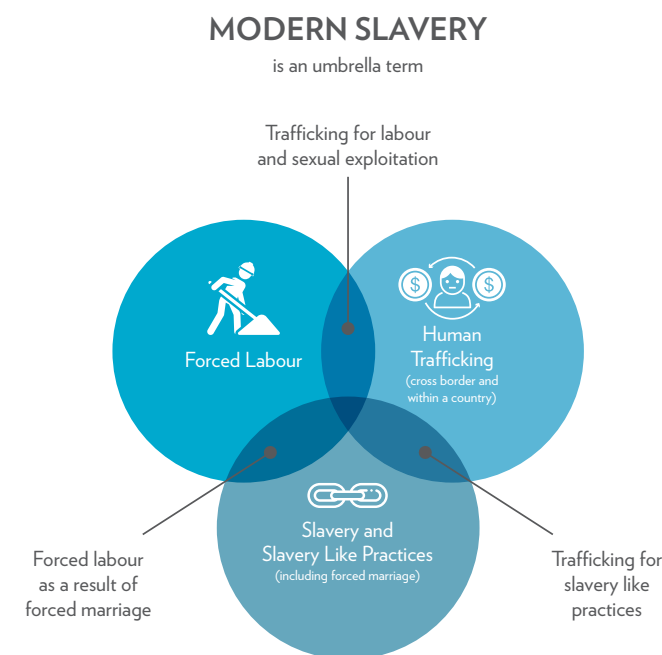 MODERN SLAVERY
is an umbrella term
Trafficking for labour
and sexual exploitation
$ $
Forced Labour
Human
Trafficking
(cross border and
within a country)
Slavery and
Slavery Like Practices
(including forced marriage)
Forced labour
as a result of
forced marriage
Trafficking for
slavery like
practices